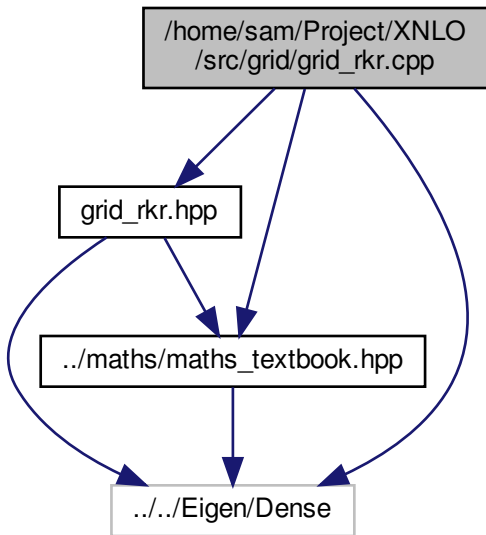 /home/sam/Project/XNLO
/src/grid/grid_rkr.cpp
grid_rkr.hpp
../maths/maths_textbook.hpp
../../Eigen/Dense